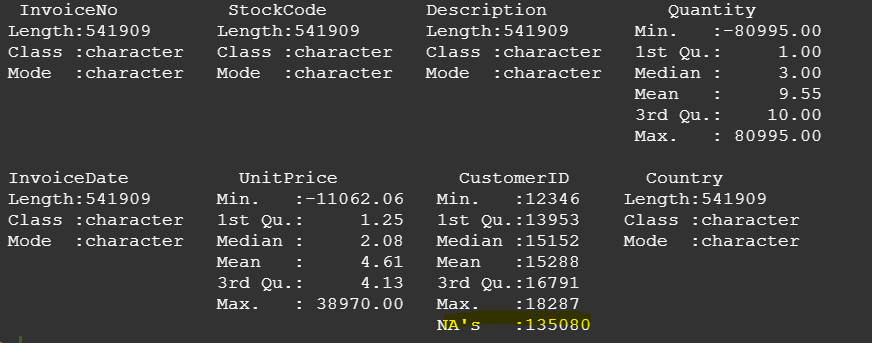 InvoiceNo StockCode Description Quantity
Length:541909 Length:541909 Length:541909 Min. :-80995.00
Class :character Class :character Class :character 1st Qu.: 1.00
Mode :character Mode :character Mode :character Median : 3.00
Mean : 9.55
3rd Qu.: 10.00
Max. : 80995.00
InvoiceDate UnitPrice CustomerID Country
Length:541909 Min. :-11062.06 Min. :12346 Length:541909
Class :character 1st Qu.: 1.25 1st Qu.:13953 Class :character
Mode :character Median : 2.08 Median :15152 Mode :character
Mean : 4.61 Mean :15288
3rd Qu.: 4.13 3rd Qu.:16791
Max. : 38970.00 Max. :18287
NA's :135080